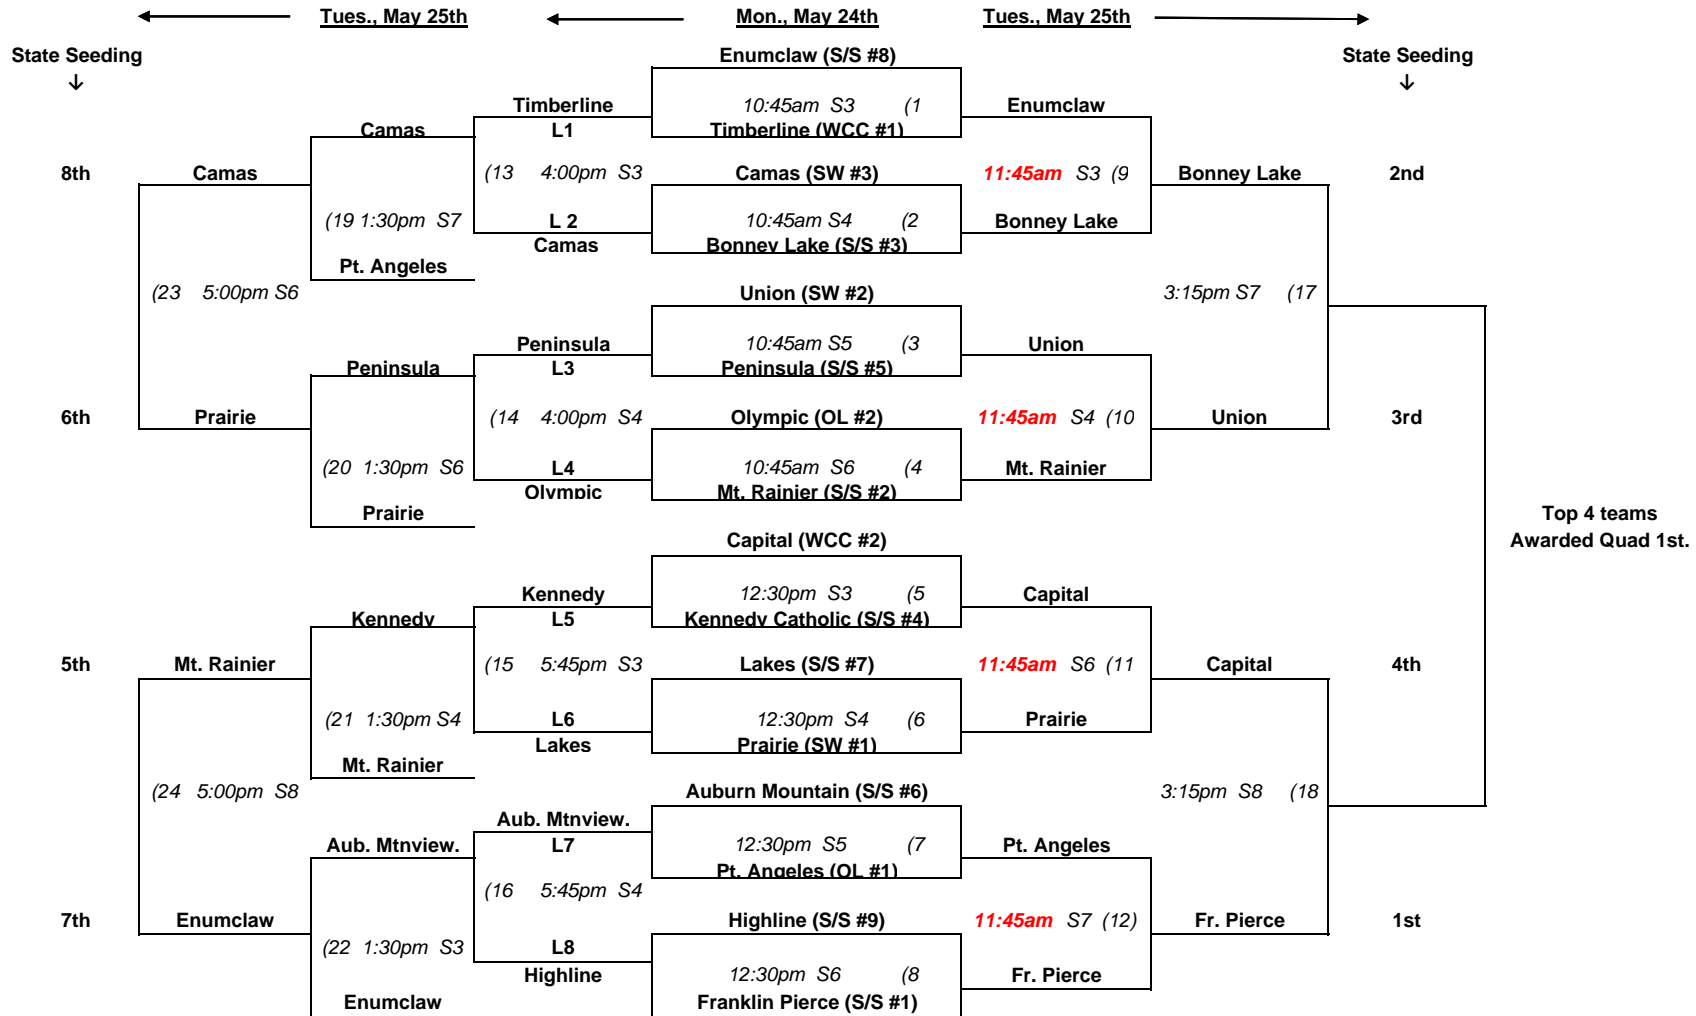 Tues., May 25th Mon., May 24th Tues., May 25th
Enumclaw (S/S #8)
State Seeding State Seeding
↓ ↓
Timberline 10:45am S3 (1 Enumclaw
Camas L1 Timberline (WCC #1)
8th Camas (13 4:00pm S3 Camas (SW #3) 11:45am S3 (9 Bonney Lake 2nd
(19 1:30pm S7 L 2 10:45am S4 (2 Bonney Lake
Camas Bonney Lake (S/S #3)
Pt. Angeles
(23 5:00pm S6 Union (SW #2) 3:15pm S7 (17
Peninsula 10:45am S5 (3 Union
Peninsula L3 Peninsula (S/S #5)
6th Prairie (14 4:00pm S4 Olympic (OL #2) 11:45am S4 (10 Union 3rd
(20 1:30pm S6 L4 10:45am S6 (4 Mt. Rainier
Olympic Mt. Rainier (S/S #2)
Prairie Top 4 teams
Capital (WCC #2) Awarded Quad 1st.
Kennedy 12:30pm S3 (5 Capital
Kennedy L5 Kennedy Catholic (S/S #4)
5th Mt. Rainier (15 5:45pm S3 Lakes (S/S #7) 11:45am S6 (11 Capital 4th
(21 1:30pm S4 L6 12:30pm S4 (6 Prairie
Lakes Prairie (SW #1)
Mt. Rainier
(24 5:00pm S8 Auburn Mountain (S/S #6) 3:15pm S8 (18
Aub. Mtnview.
Aub. Mtnview. L7 12:30pm S5 (7 Pt. Angeles
Pt. Angeles (OL #1)
(16 5:45pm S4
7th Enumclaw Highline (S/S #9) 11:45am S7 (12) Fr. Pierce 1st
(22 1:30pm S3 L8
Highline 12:30pm S6 (8 Fr. Pierce
Enumclaw Franklin Pierce (S/S #1)